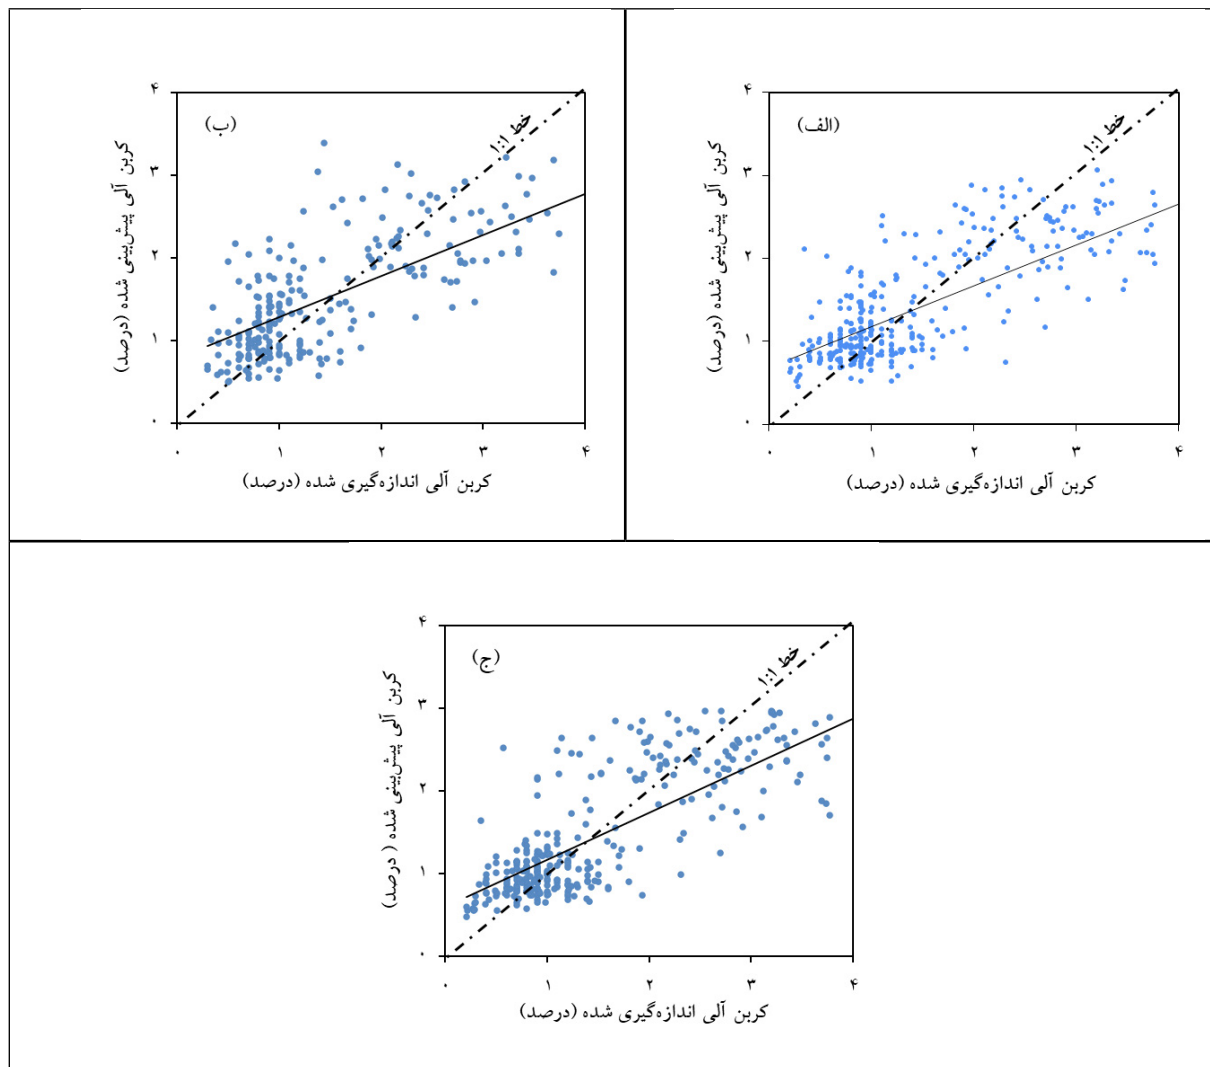 (الف)
خط ۱:۱
کربن آلی پیش‌بینی شده (درصد)
۴
۳
۲
۱
۰
۰ ۱ ۲ ۳ ۴
کربن آلی اندازه‌گیری شده (درصد)
(ب)
خط ۱:۱
کربن آلی پیش‌بینی شده (درصد)
۴
۳
۲
۱
۰
۰ ۱ ۲ ۳ ۴
کربن آلی اندازه‌گیری شده (درصد)
(ج)
خط ۱:۱
کربن آلی پیش‌بینی شده ( درصد)
۴
۳
۲
۱
۰
۰ ۱ ۲ ۳ ۴
کربن آلی اندازه‌گیری شده (درصد)